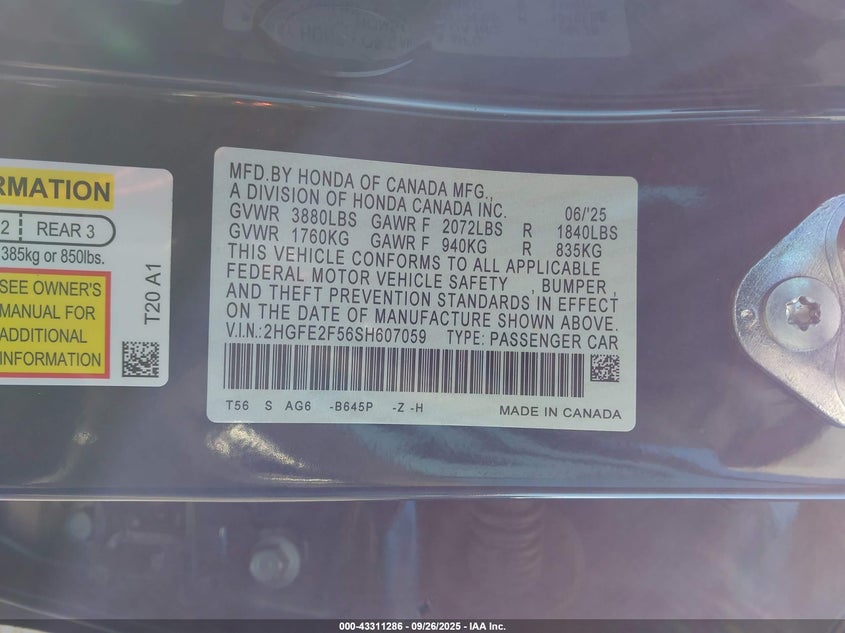 RMATION
2 REAR 3
385kg or 850lbs.
SEE OWNER'S
MANUAL FOR
ADDITIONAL
INFORMATION
T20 A1
MFD.BY HONDA OF CANADA MFG.,
A DIVISION OF HONDA CANADA INC. 06/'25
GVWR 3880LBS GAWR F 2072LBS R 1840LBS
GVWR 1760KG GAWR F 940KG R 835KG
THIS VEHICLE CONFORMS TO ALL APPLICABLE
FEDERAL MOTOR VEHICLE SAFETY , BUMPER ,
AND THEFT PREVENTION STANDARDS IN EFFECT
ON THE DATE OF MANUFACTURE SHOWN ABOVE.
V.I.N.:2HGFE2F56SH607059 TYPE: PASSENGER CAR
T56 S AG6 -B645P -Z -H
MADE IN CANADA
000-43311286 - 09/26/2025 - IAA Inc.